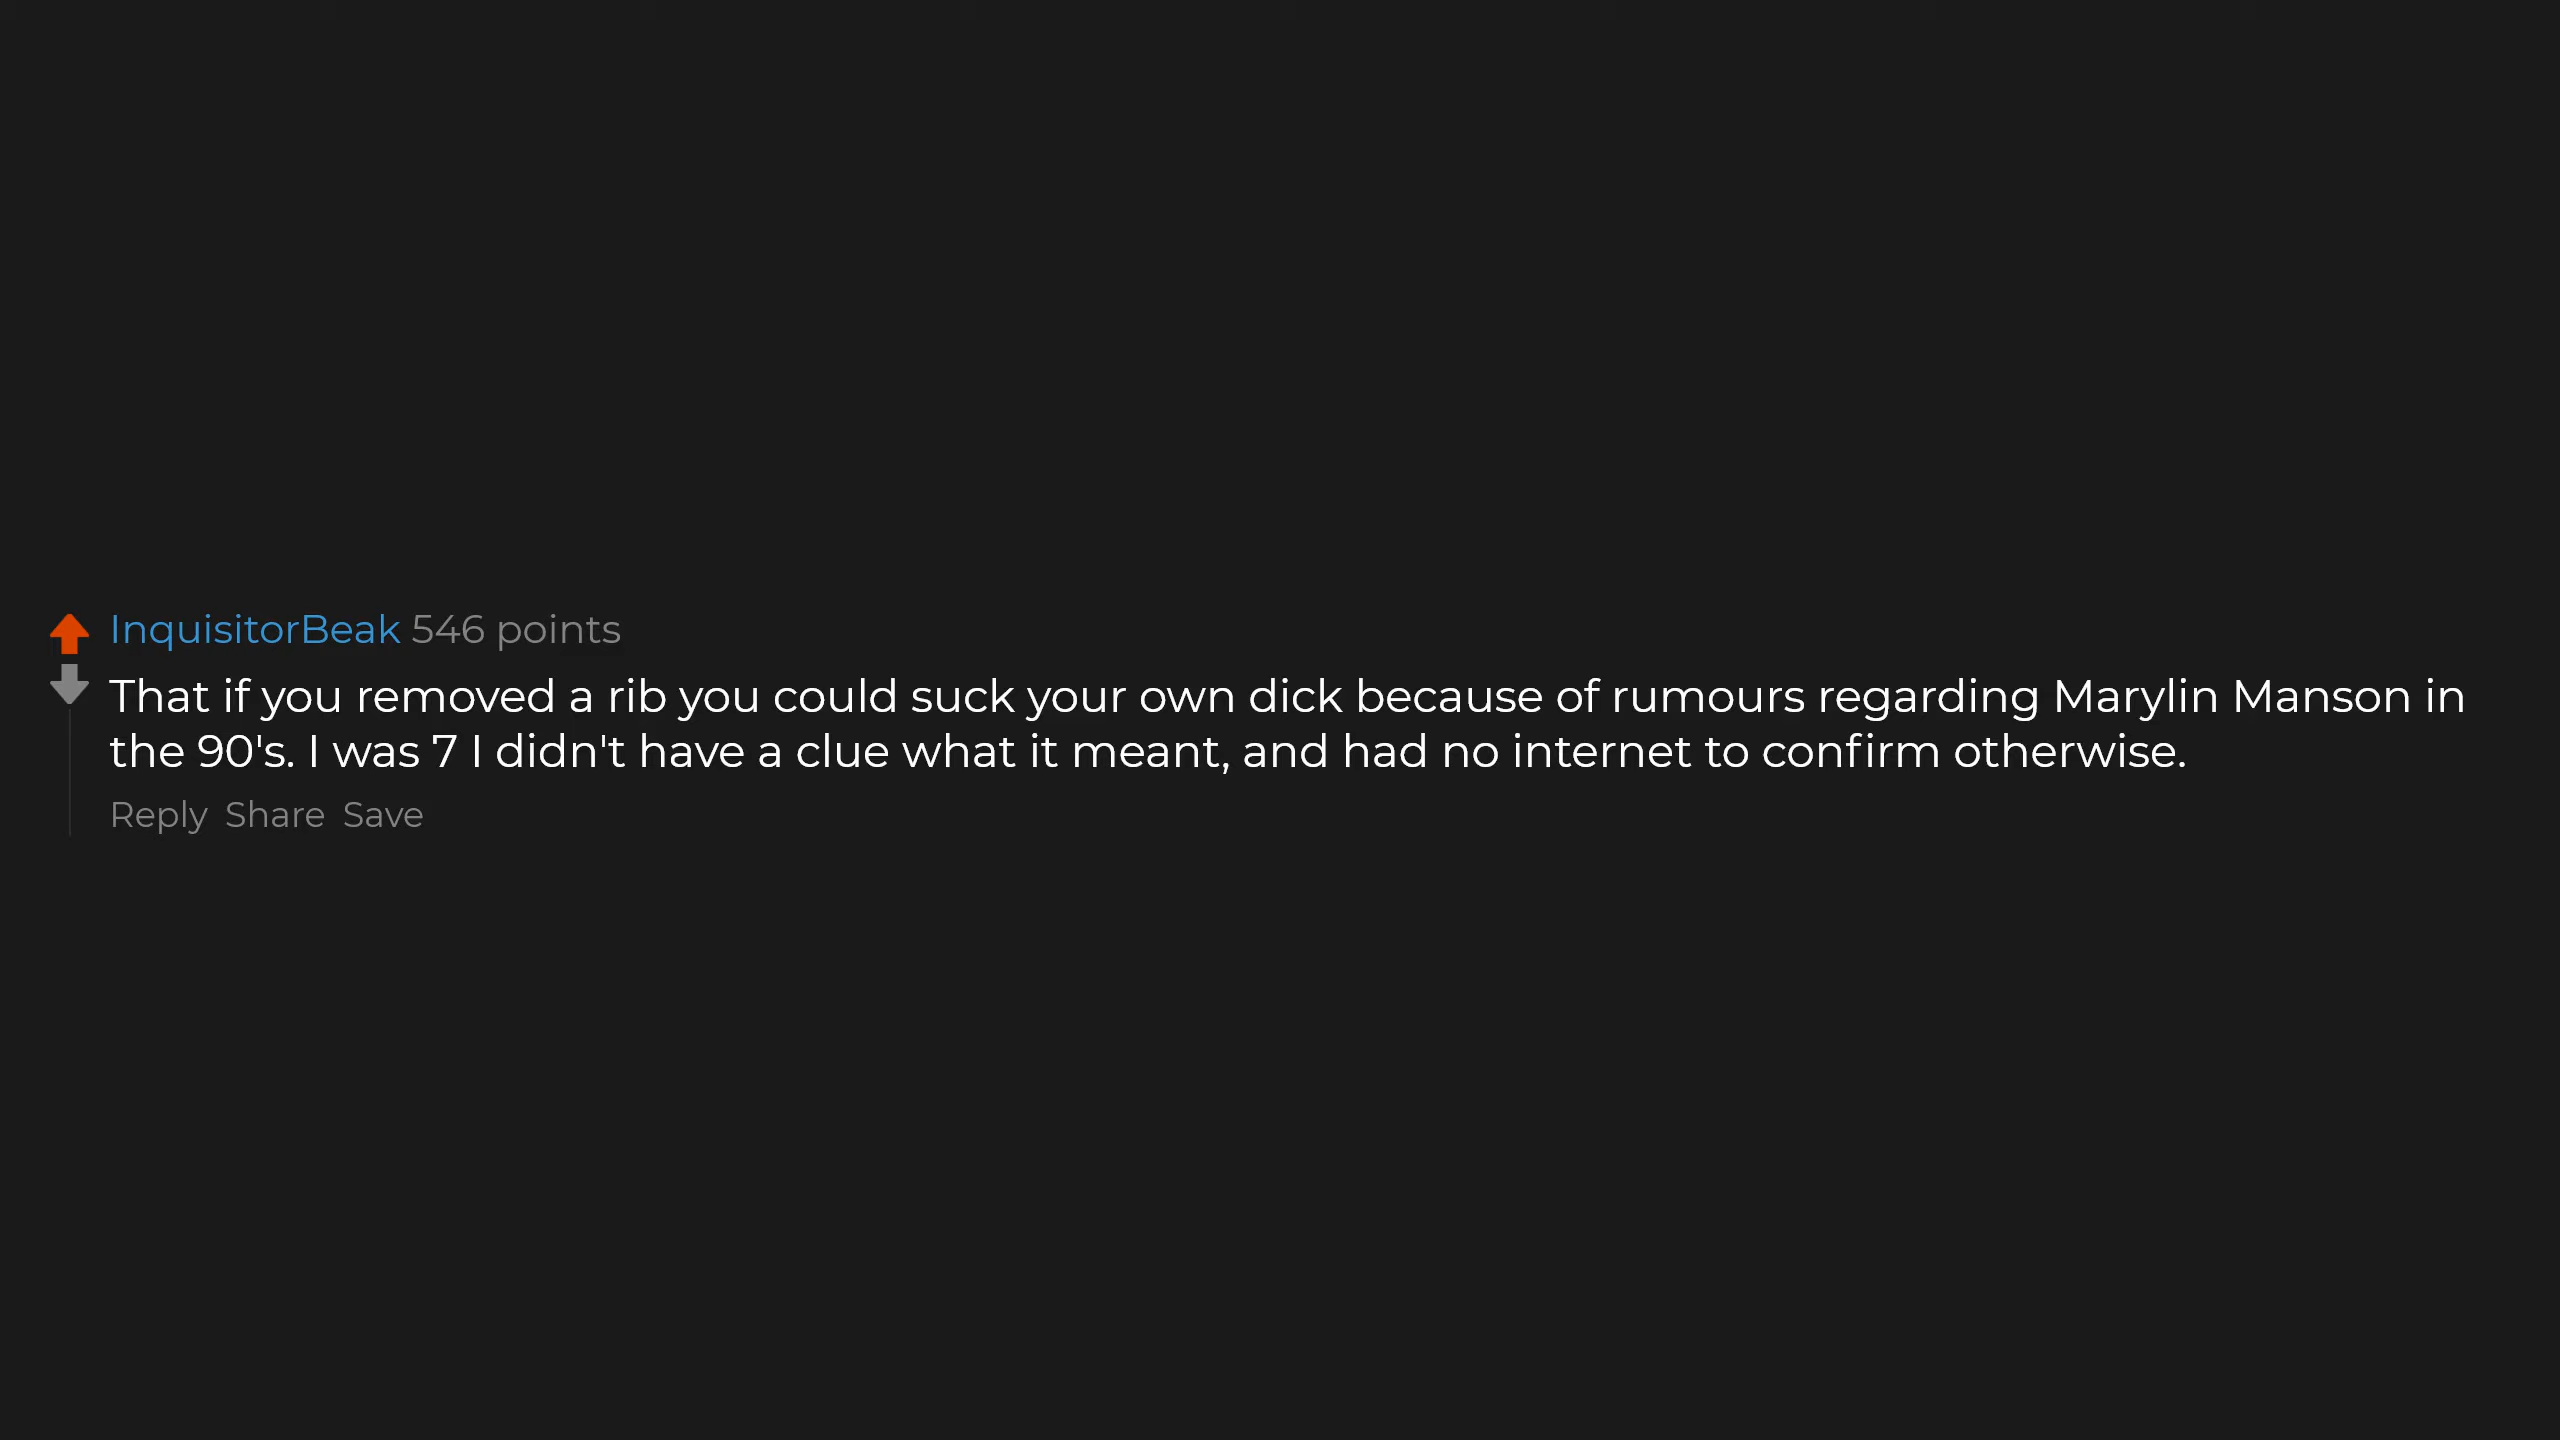 InquisitorBeak 546 points
That if you removed a rib you could suck your own dick because of rumours regarding Marylin Manson in
the 90's. I was 7 I didn't have a clue what it meant, and had no internet to confirm otherwise.
Reply Share Save